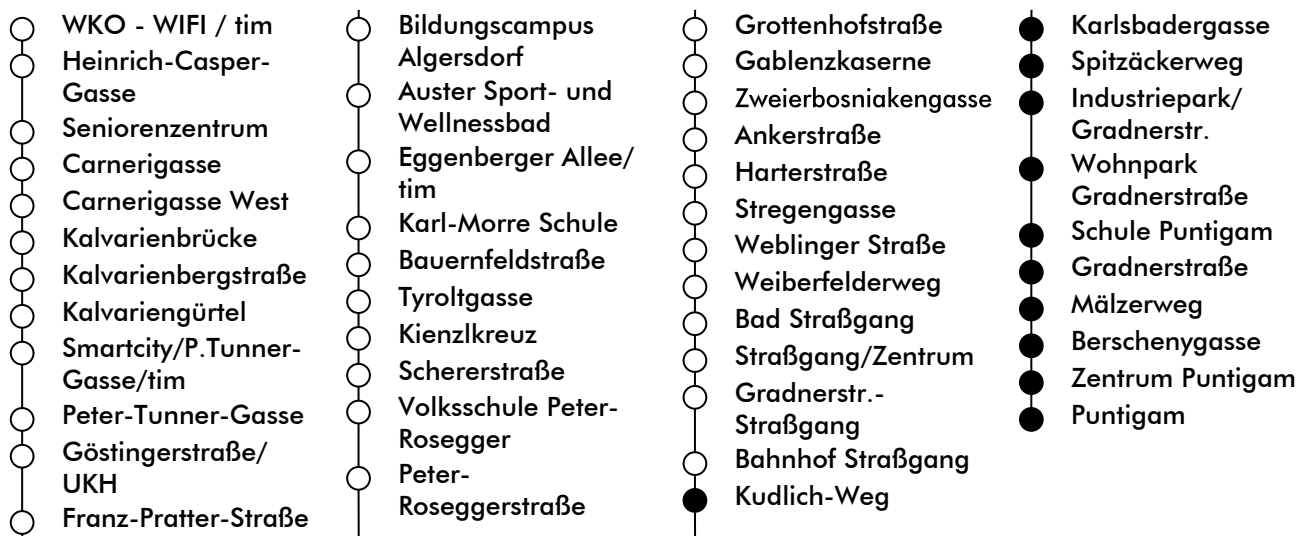 WKO - WIFI / tim
Heinrich-Casper-
Gasse
Seniorenzentrum
Carnerigasse
Carnerigasse West
Kalvarienbrücke
Kalvarienbergstraße
Kalvariengürtel
Smartcity/P.Tunner-
Gasse/tim
Peter-Tunner-Gasse
Göstingerstraße/
UKH
Franz-Pratter-Straße
Bildungscampus
Algersdorf
Auster Sport- und
Wellnessbad
Eggenberger Allee/
tim
Karl-Morre Schule
Bauernfeldstraße
Tyroltgasse
Kienzlkreuz
Schererstraße
Volksschule Peter-
Rosegger
Peter-
Roseggerstraße
Grottenhofstraße
Gablenzkaserne
Zweierbosniakengasse
Ankerstraße
Harterstraße
Stregengasse
Weblinger Straße
Weiberfelderweg
Bad Straßgang
Straßgang/Zentrum
Gradnerstr.-
Straßgang
Bahnhof Straßgang
Kudlich-Weg
Karlsbadergasse
Spitzäckerweg
Industriepark/
Gradnerstr.
Wohnpark
Gradnerstraße
Schule Puntigam
Gradnerstraße
Mälzerweg
Berschenygasse
Zentrum Puntigam
Puntigam